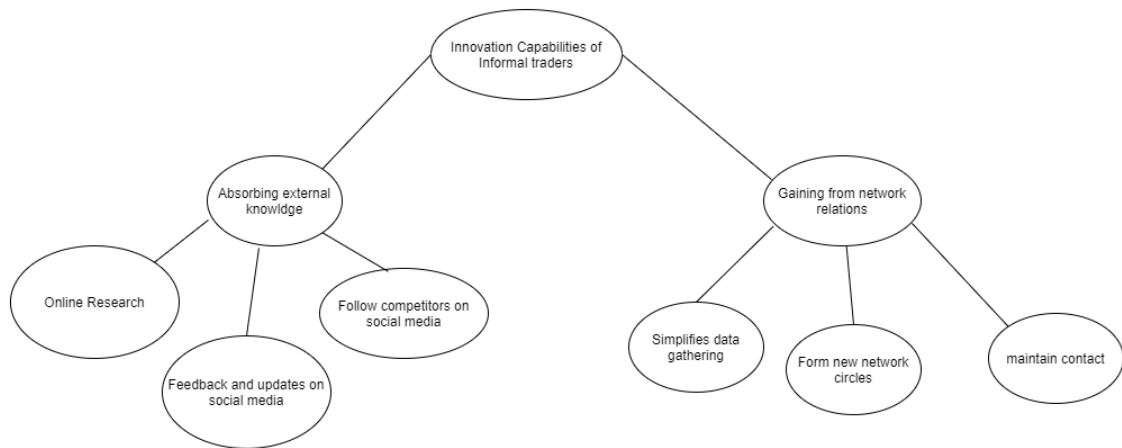 Innovation Capabilities of
Informal traders
Absorbing external
knowldge
Gaining from network
relations
Online Research
Follow competitors on
social media
Feedback and updates on
social media
Simplifies data
gathering
Form new network
circles
maintain contact